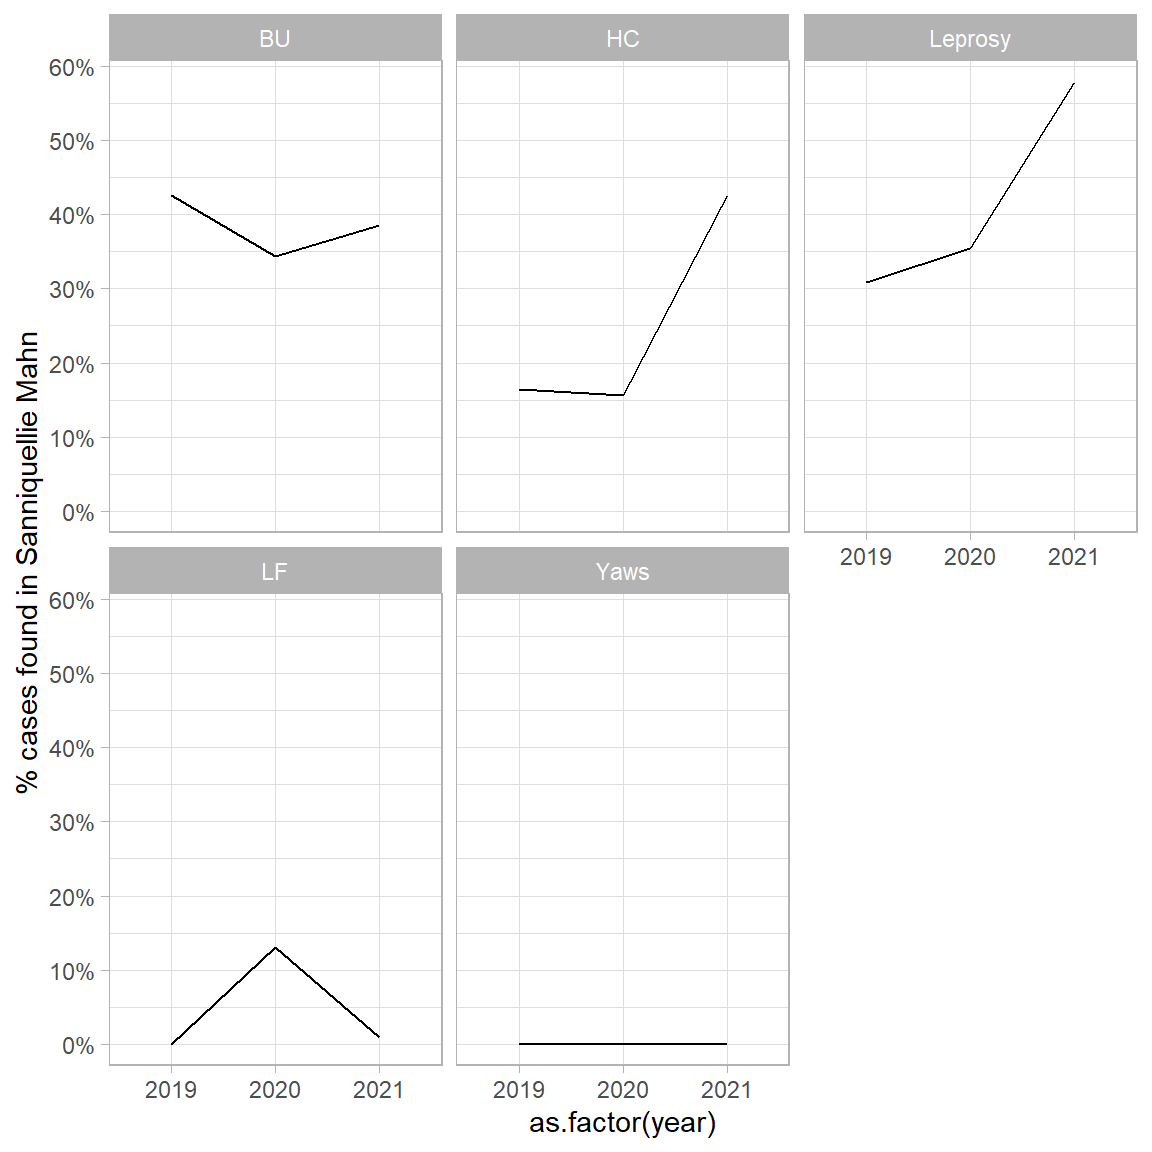 BU HC Leprosy
60%
50%
40%
30%
20%
10%
0%
2019 2020 2021
LF Yaws
60%
50%
40%
30%
20%
10%
0%
2019 2020 2021 2019 2020 2021
as.factor(year)
% cases found in Sanniquellie Mahn